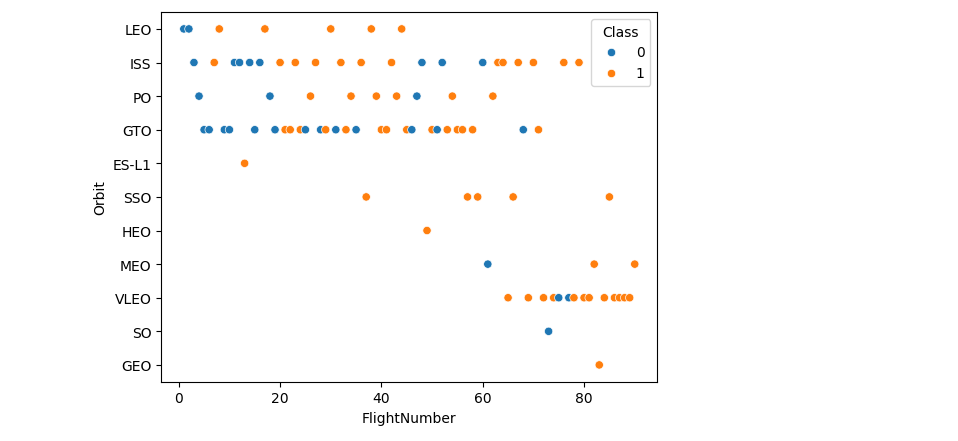 Class
0
1
LEO
ISS
PO
GTO
ES-L1
SSO
HEO
MEO
VLEO
SO
GEO
Orbit
0 20 40 60 80
FlightNumber